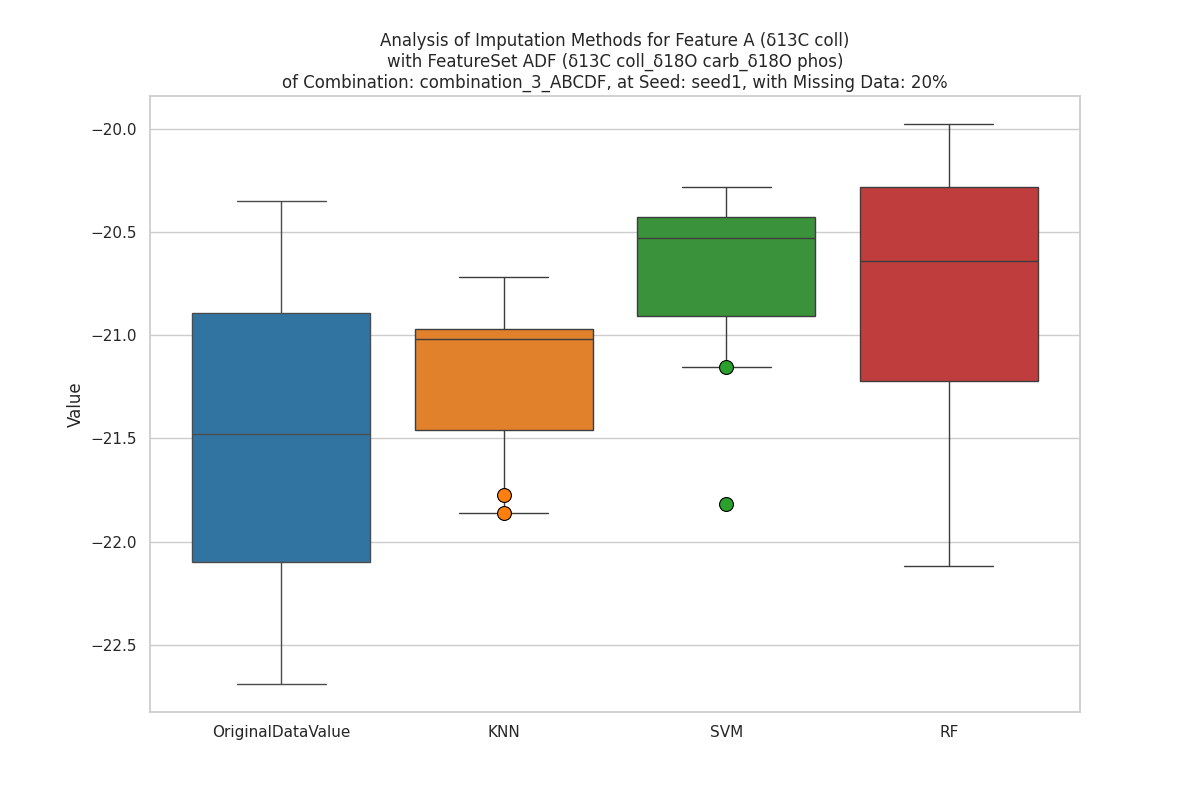 Analysis of Imputation Methods for Feature A (δ13C coll)
with FeatureSet ADF (δ13C coll_δ18O carb_δ18O phos)
of Combination: combination_3_ABCDF, at Seed: seed1, with Missing Data: 20%
−20.0
−20.5
−21.0
−21.5
−22.0
−22.5
Value
OriginalDataValue
KNN
SVM
RF